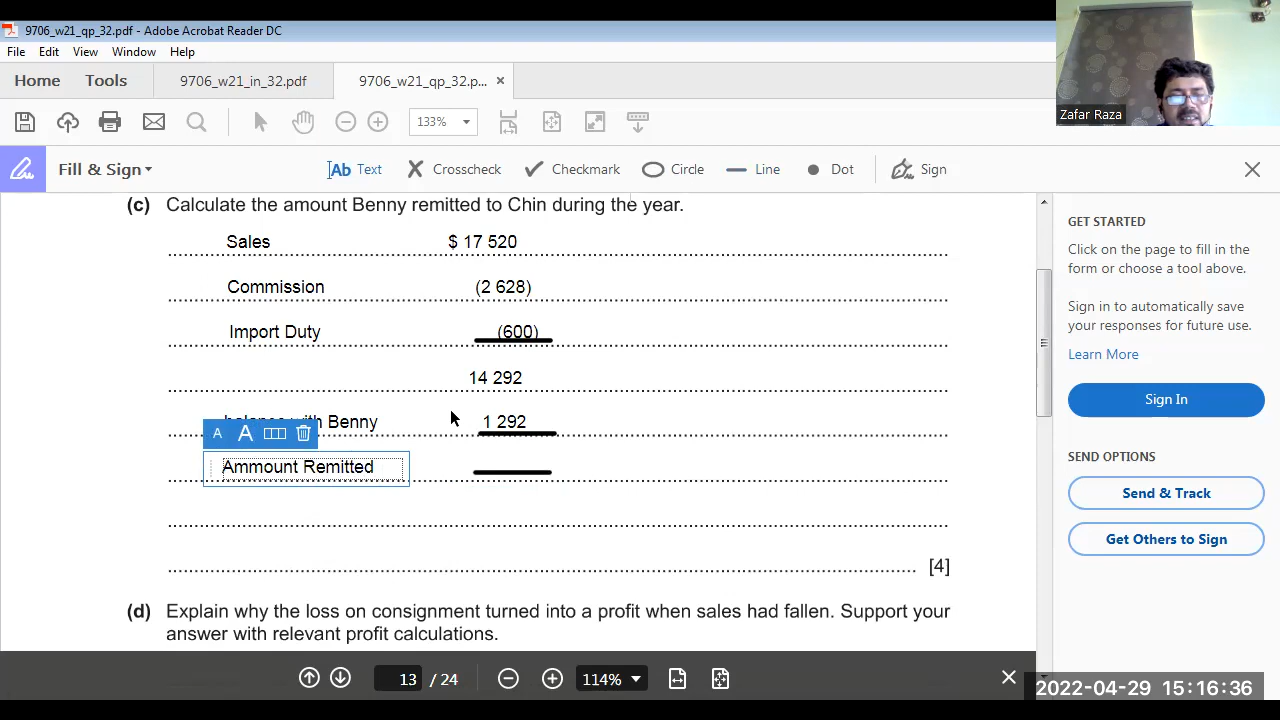 9706_w21_qp_32.pdf - Adobe Acrobat Reader DC
File Edit View Window Help
Home Tools 9706_w21_in_32.pdf 9706_w21_qp_32.p... ×
133%
Zafar Raza
Fill & Sign Ab Text Crosscheck Checkmark Circle Line Dot Sign
(c) Calculate the amount Benny remitted to Chin during the year.
Sales $ 17 520
Commission (2 628)
Import Duty (600)
14 292
balance with Benny 1 292
A A
Ammount Remitted
[4]
(d) Explain why the loss on consignment turned into a profit when sales had fallen. Support your
answer with relevant profit calculations.
GET STARTED
Click on the page to fill in the
form or choose a tool above.
Sign in to automatically save
your responses for future use.
Learn More
Sign In
SEND OPTIONS
Send & Track
Get Others to Sign
13 / 24 114%
2022-04-29 15:16:36